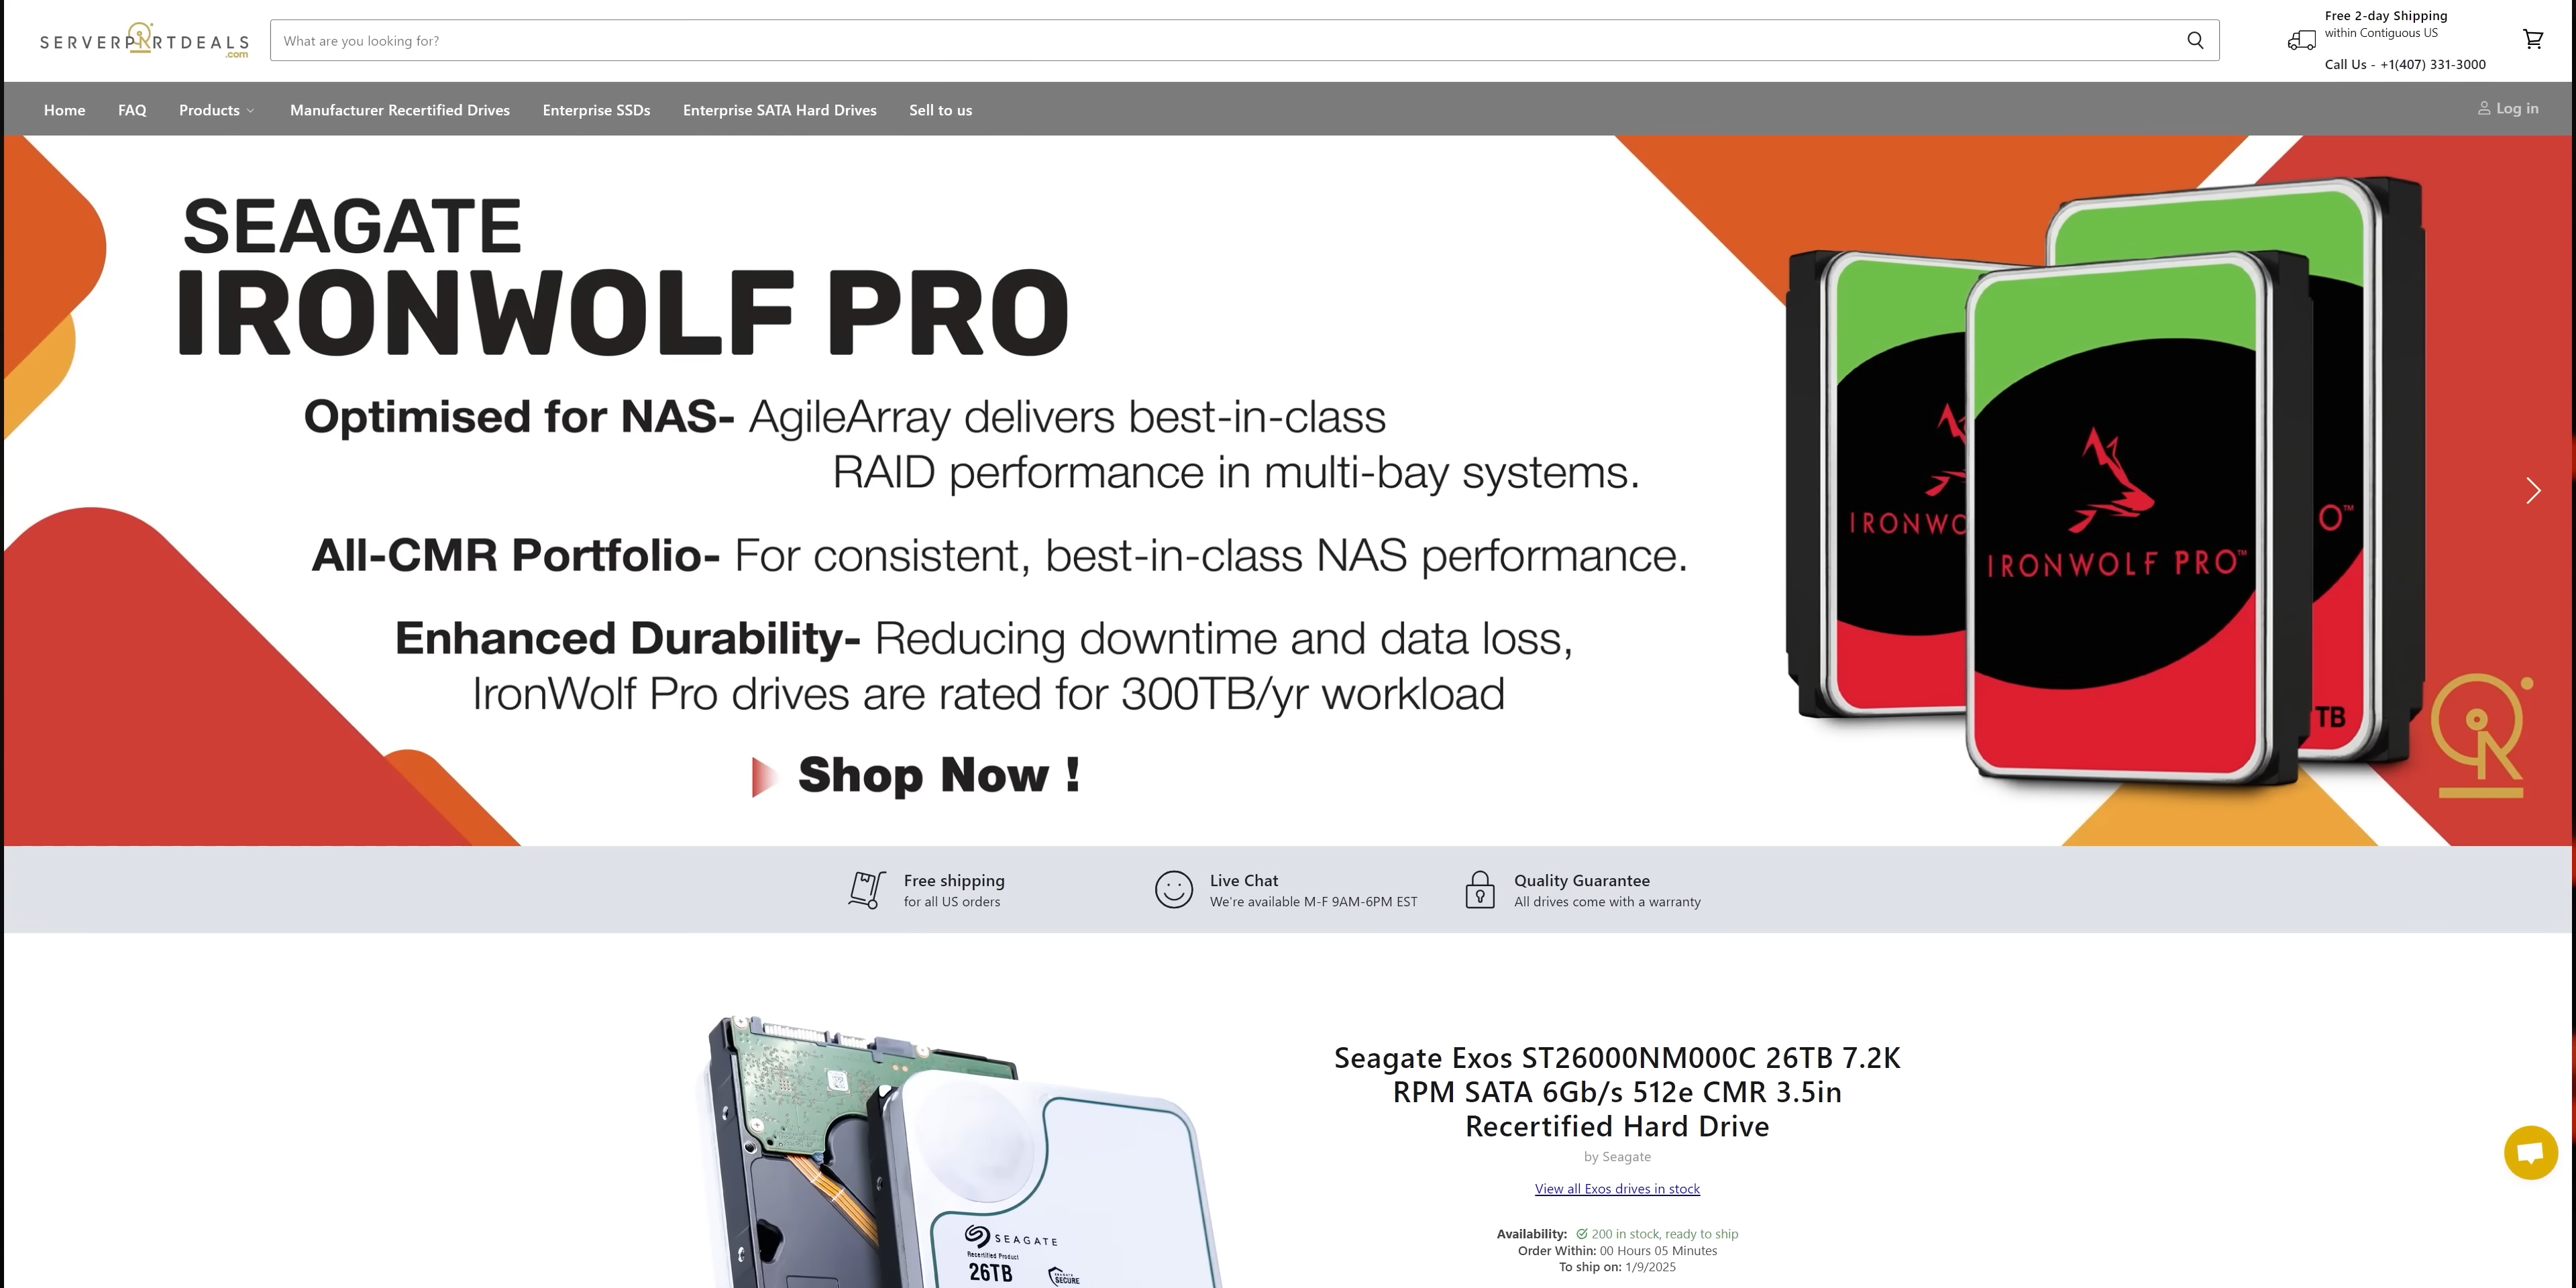 SERVERPARTDEALS
.com
What are you looking for?
Free 2-day Shipping
within Contiguous US
Call Us - +1(407) 331-3000
Home FAQ Products Manufacturer Recertified Drives Enterprise SSDs Enterprise SATA Hard Drives Sell to us
Log in
SEAGATE
IRONWOLF PRO
Optimised for NAS- AgileArray delivers best-in-class
RAID performance in multi-bay systems.
All-CMR Portfolio- For consistent, best-in-class NAS performance.
Enhanced Durability- Reducing downtime and data loss,
IronWolf Pro drives are rated for 300TB/yr workload
Shop Now !
IRONWO
IRONWOLF PRO™
O™
TB
Free shipping
for all US orders
Live Chat
We're available M-F 9AM-6PM EST
Quality Guarantee
All drives come with a warranty
Seagate Exos ST26000NM000C 26TB 7.2K
RPM SATA 6Gb/s 512e CMR 3.5in
Recertified Hard Drive
by Seagate
View all Exos drives in stock
Availability: 200 in stock, ready to ship
Order Within: 00 Hours 05 Minutes
To ship on: 1/9/2025
SEAGATE
Recertified Product
26TB
SEAGATE
SECURE